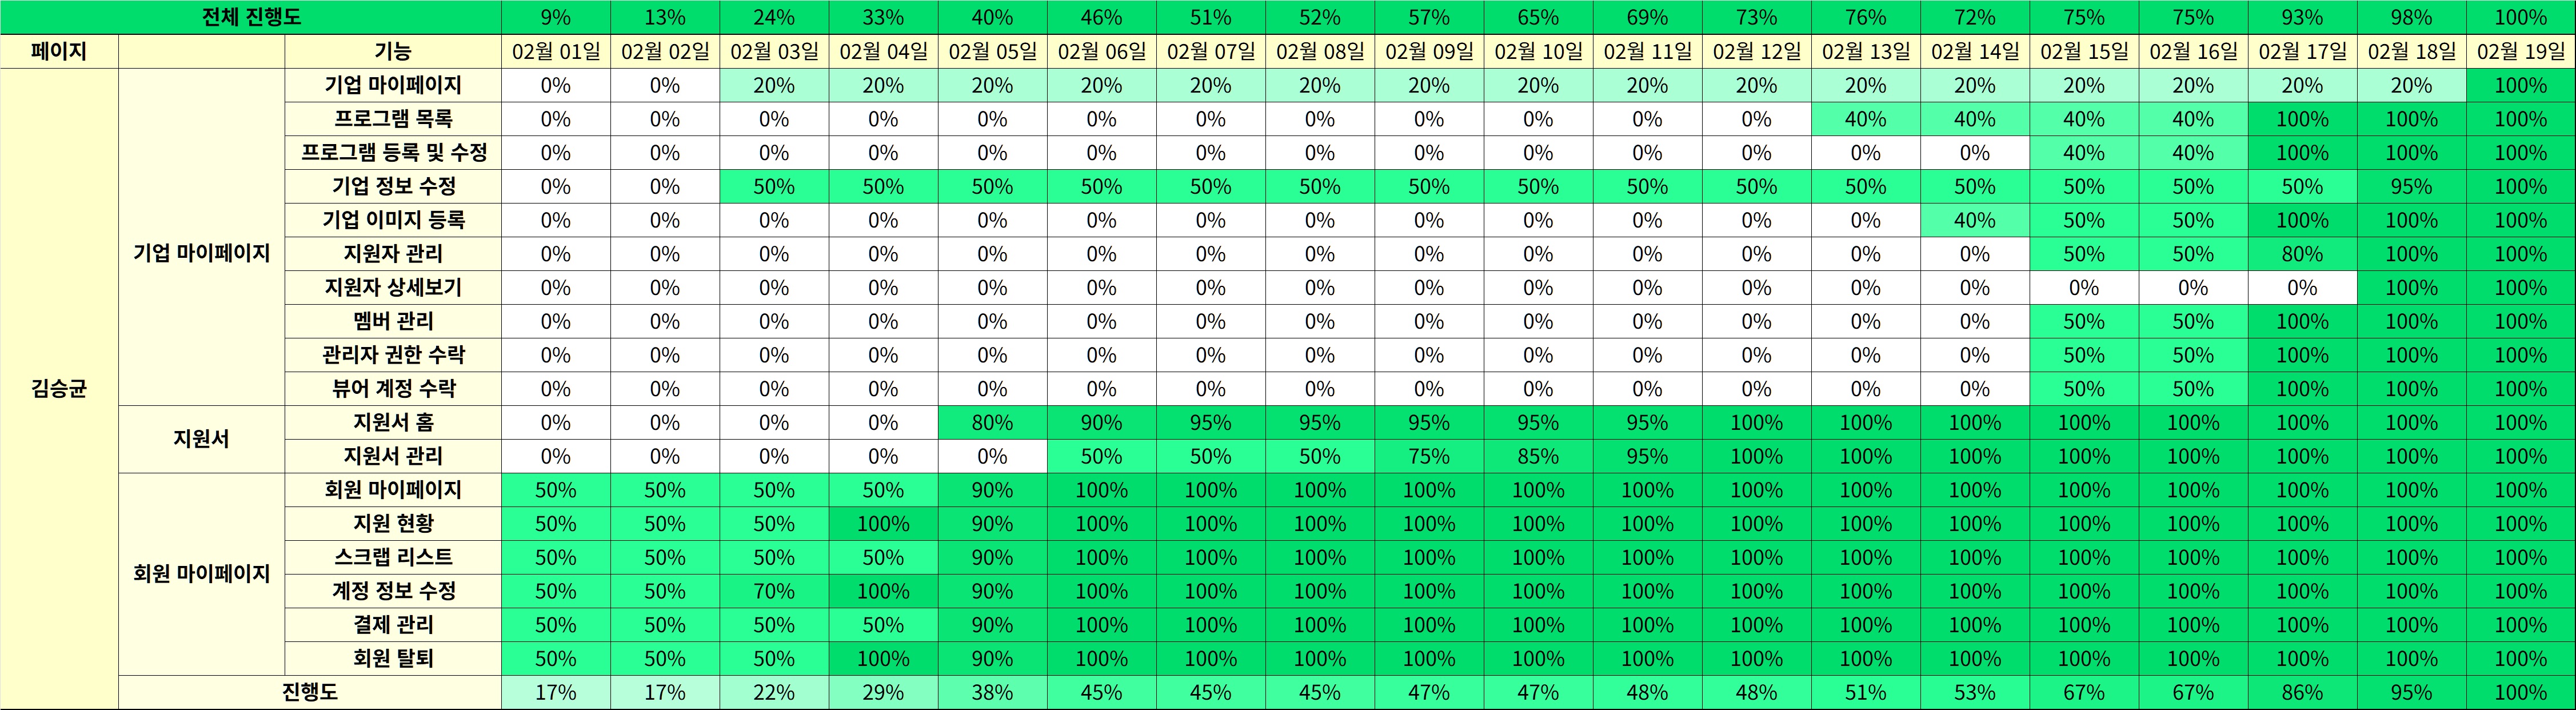 전체 진행도 9% 13% 24% 33% 40% 46% 51% 52% 57% 65% 69% 73% 76% 72% 75% 75% 93% 98% 100%
페이지 기능 02월 01일 02월 02일 02월 03일 02월 04일 02월 05일 02월 06일 02월 07일 02월 08일 02월 09일 02월 10일 02월 11일 02월 12일 02월 13일 02월 14일 02월 15일 02월 16일 02월 17일 02월 18일 02월 19일
기업 마이페이지 0% 0% 20% 20% 20% 20% 20% 20% 20% 20% 20% 20% 20% 20% 20% 20% 20% 20% 100%
프로그램 목록 0% 0% 0% 0% 0% 0% 0% 0% 0% 0% 0% 0% 40% 40% 40% 40% 100% 100% 100%
프로그램 등록 및 수정 0% 0% 0% 0% 0% 0% 0% 0% 0% 0% 0% 0% 0% 0% 40% 40% 100% 100% 100%
기업 정보 수정 0% 0% 50% 50% 50% 50% 50% 50% 50% 50% 50% 50% 50% 50% 50% 50% 50% 95% 100%
기업 이미지 등록 0% 0% 0% 0% 0% 0% 0% 0% 0% 0% 0% 0% 0% 40% 50% 50% 100% 100% 100%
기업 마이페이지 지원자 관리 0% 0% 0% 0% 0% 0% 0% 0% 0% 0% 0% 0% 0% 0% 50% 50% 80% 100% 100%
지원자 상세보기 0% 0% 0% 0% 0% 0% 0% 0% 0% 0% 0% 0% 0% 0% 0% 0% 0% 100% 100%
멤버 관리 0% 0% 0% 0% 0% 0% 0% 0% 0% 0% 0% 0% 0% 0% 50% 50% 100% 100% 100%
관리자 권한 수락 0% 0% 0% 0% 0% 0% 0% 0% 0% 0% 0% 0% 0% 0% 50% 50% 100% 100% 100%
김승균 뷰어 계정 수락 0% 0% 0% 0% 0% 0% 0% 0% 0% 0% 0% 0% 0% 0% 50% 50% 100% 100% 100%
지원서 지원서 홈 0% 0% 0% 0% 80% 90% 95% 95% 95% 95% 95% 100% 100% 100% 100% 100% 100% 100% 100%
지원서 관리 0% 0% 0% 0% 0% 50% 50% 50% 75% 85% 95% 100% 100% 100% 100% 100% 100% 100% 100%
회원 마이페이지 50% 50% 50% 50% 90% 100% 100% 100% 100% 100% 100% 100% 100% 100% 100% 100% 100% 100% 100%
지원 현황 50% 50% 50% 100% 90% 100% 100% 100% 100% 100% 100% 100% 100% 100% 100% 100% 100% 100% 100%
회원 마이페이지 스크랩 리스트 50% 50% 50% 50% 90% 100% 100% 100% 100% 100% 100% 100% 100% 100% 100% 100% 100% 100% 100%
계정 정보 수정 50% 50% 70% 100% 90% 100% 100% 100% 100% 100% 100% 100% 100% 100% 100% 100% 100% 100% 100%
결제 관리 50% 50% 50% 50% 90% 100% 100% 100% 100% 100% 100% 100% 100% 100% 100% 100% 100% 100% 100%
회원 탈퇴 50% 50% 50% 100% 90% 100% 100% 100% 100% 100% 100% 100% 100% 100% 100% 100% 100% 100% 100%
진행도 17% 17% 22% 29% 38% 45% 45% 45% 47% 47% 48% 48% 51% 53% 67% 67% 86% 95% 100%